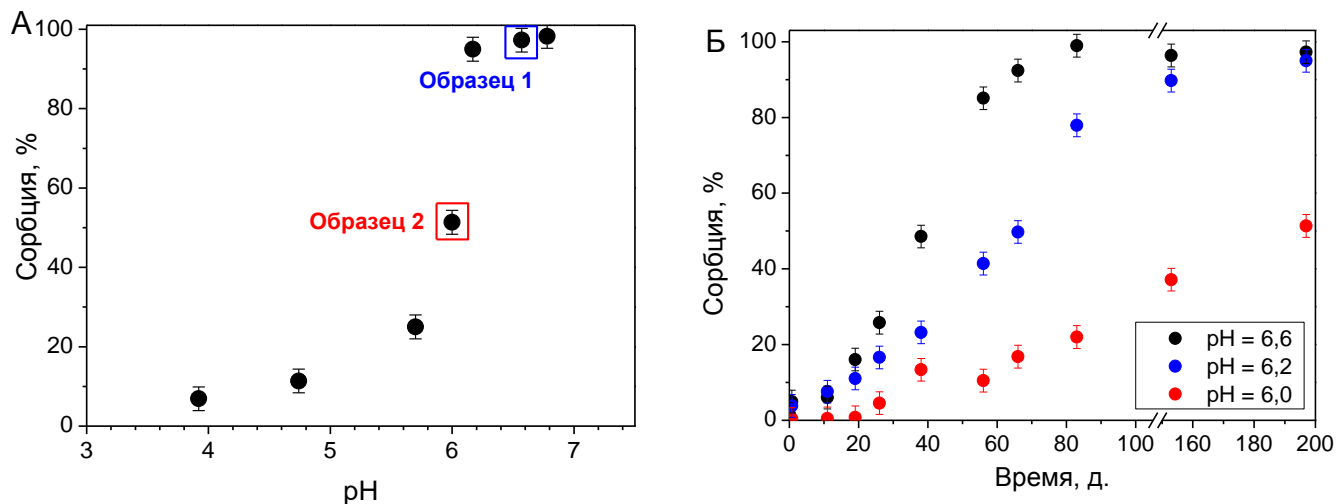 А
100
80
60
40
20
0
3
4
5
6
7
Сорбция, %
pH
Образец 1
Образец 2
Б
100
80
60
40
20
0
0
20
40
60
80
100
160
180
200
Сорбция, %
Время, д.
pH = 6,6
pH = 6,2
pH = 6,0